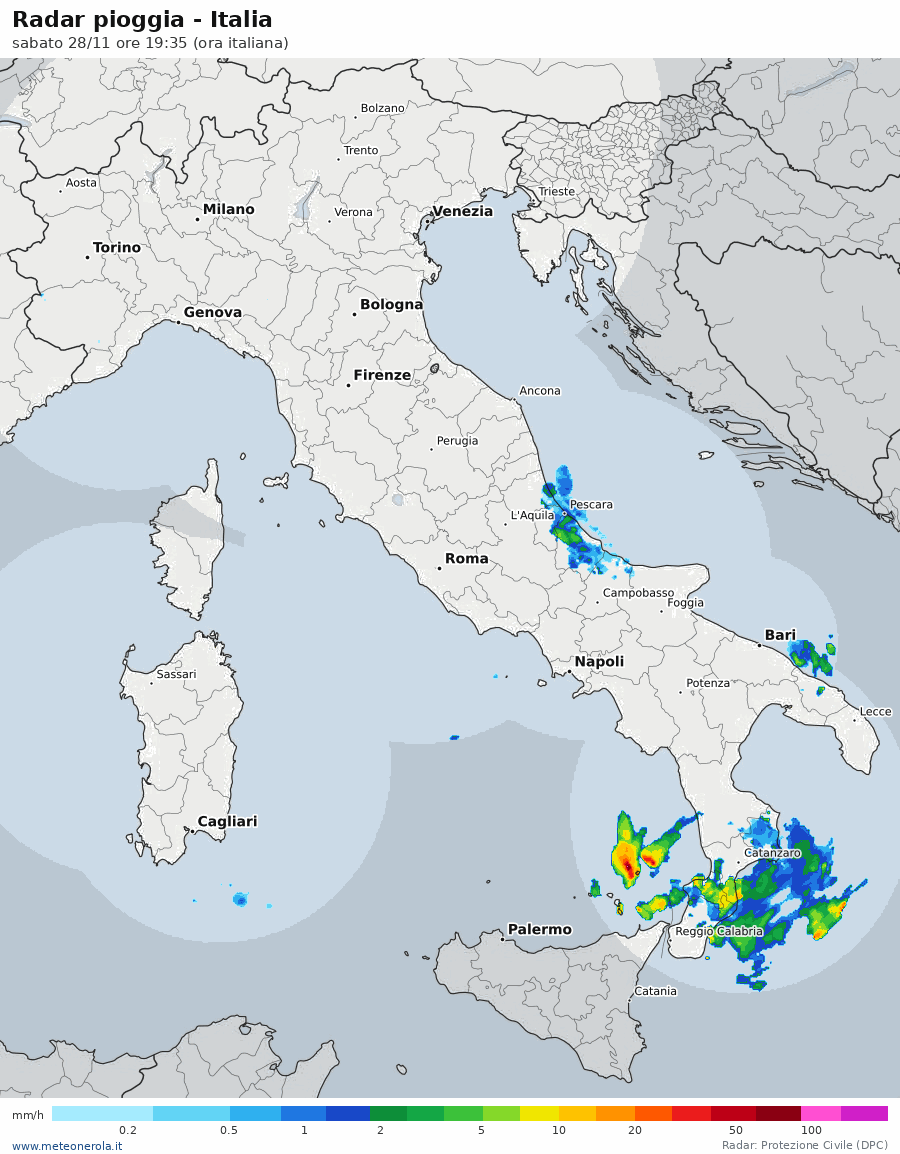 Radar pioggia - Italia
sabato 28/11 ore 19:35 (ora italiana)
Bolzano
Trento
Aosta
Trieste
Milano
Verona
Venezia
Torino
Bologna
Genova
Firenze
Ancona
Perugia
Pescara
L'Aquila
Roma
Campobasso
Foggia
Bari
Napoli
Sassari
Potenza
Lecce
Cagliari
Catanzaro
Palermo
Reggio Calabria
Catania
mm/h
0.2 0.5 1 2 5 10 20 50 100
www.meteonerola.it
Radar: Protezione Civile (DPC)